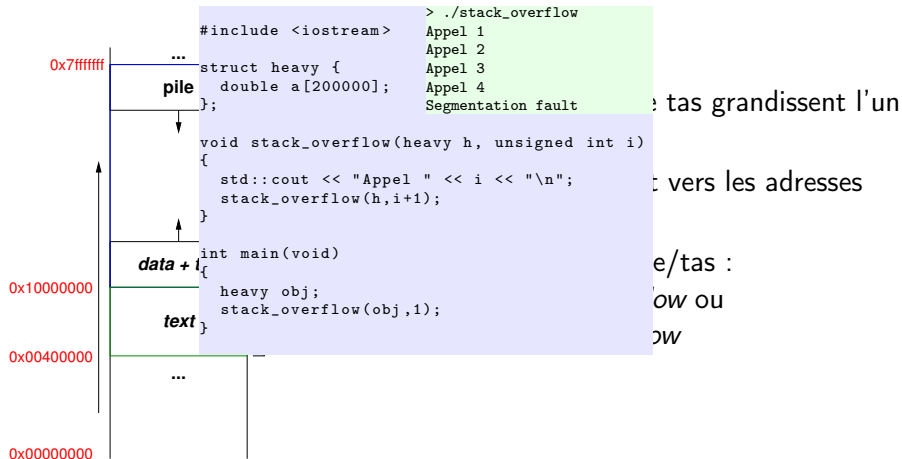 #include <iostream>
struct heavy {
double a[200000];
};
void stack_overflow(heavy h, unsigned int i)
{
std::cout << "Appel " << i << "\n";
stack_overflow(h,i+1);
}
int main(void)
{
heavy obj;
stack_overflow(obj,1);
}
> ./stack_overflow
Appel 1
Appel 2
Appel 3
Appel 4
Segmentation fault
...
0x7fffffff
pile
data +
0x10000000
text
0x00400000
...
0x00000000
tas grandissent l'un
vers les adresses
e/tas :
ow ou
ow